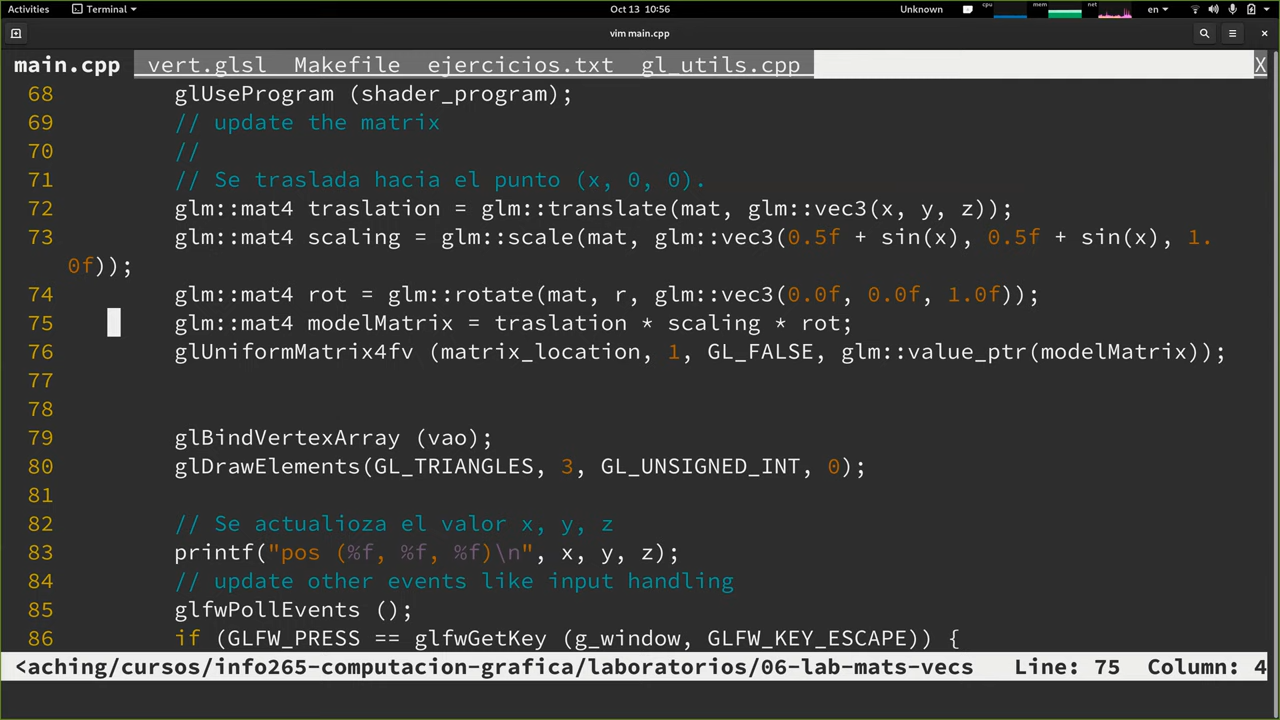 Activities Terminal Oct 13 10:56 Unknown cpu mem net en
vim main.cpp
main.cpp vert.glsl Makefile ejercicios.txt gl_utils.cpp X
68 glUseProgram (shader_program);
69 // update the matrix
70 //
71 // Se traslada hacia el punto (x, 0, 0).
72 glm::mat4 traslation = glm::translate(mat, glm::vec3(x, y, z));
73 glm::mat4 scaling = glm::scale(mat, glm::vec3(0.5f + sin(x), 0.5f + sin(x), 1.
0f));
74 glm::mat4 rot = glm::rotate(mat, r, glm::vec3(0.0f, 0.0f, 1.0f));
75 glm::mat4 modelMatrix = traslation * scaling * rot;
76 glUniformMatrix4fv (matrix_location, 1, GL_FALSE, glm::value_ptr(modelMatrix));
77
78
79 glBindVertexArray (vao);
80 glDrawElements(GL_TRIANGLES, 3, GL_UNSIGNED_INT, 0);
81
82 // Se actualioza el valor x, y, z
83 printf("pos (%f, %f, %f)\n", x, y, z);
84 // update other events like input handling
85 glfwPollEvents ();
86 if (GLFW_PRESS == glfwGetKey (g_window, GLFW_KEY_ESCAPE)) {
<aching/cursos/info265-computacion-grafica/laboratorios/06-lab-mats-vecs Line: 75 Column: 4